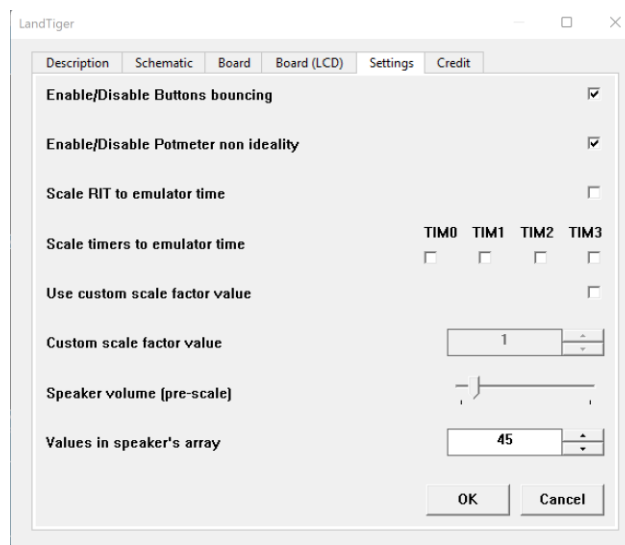 LandTiger
Description Schematic Board Board (LCD) Settings Credit
Enable/Disable Buttons bouncing
Enable/Disable Potmeter non ideality
Scale RIT to emulator time
TIM0 TIM1 TIM2 TIM3
Scale timers to emulator time
Use custom scale factor value
Custom scale factor value 1
Speaker volume (pre-scale)
Values in speaker's array 45
OK Cancel